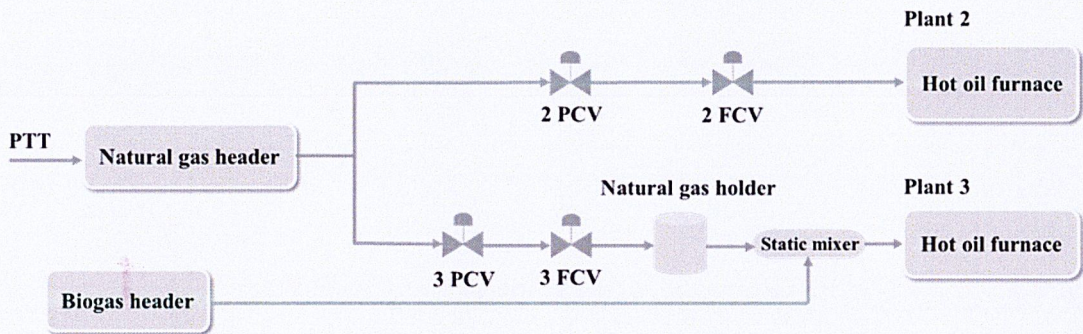 Plant 2
Hot oil furnace
2 PCV
2 FCV
PTT
Natural gas header
Natural gas holder
Plant 3
Static mixer
Hot oil furnace
3 PCV
3 FCV
Biogas header